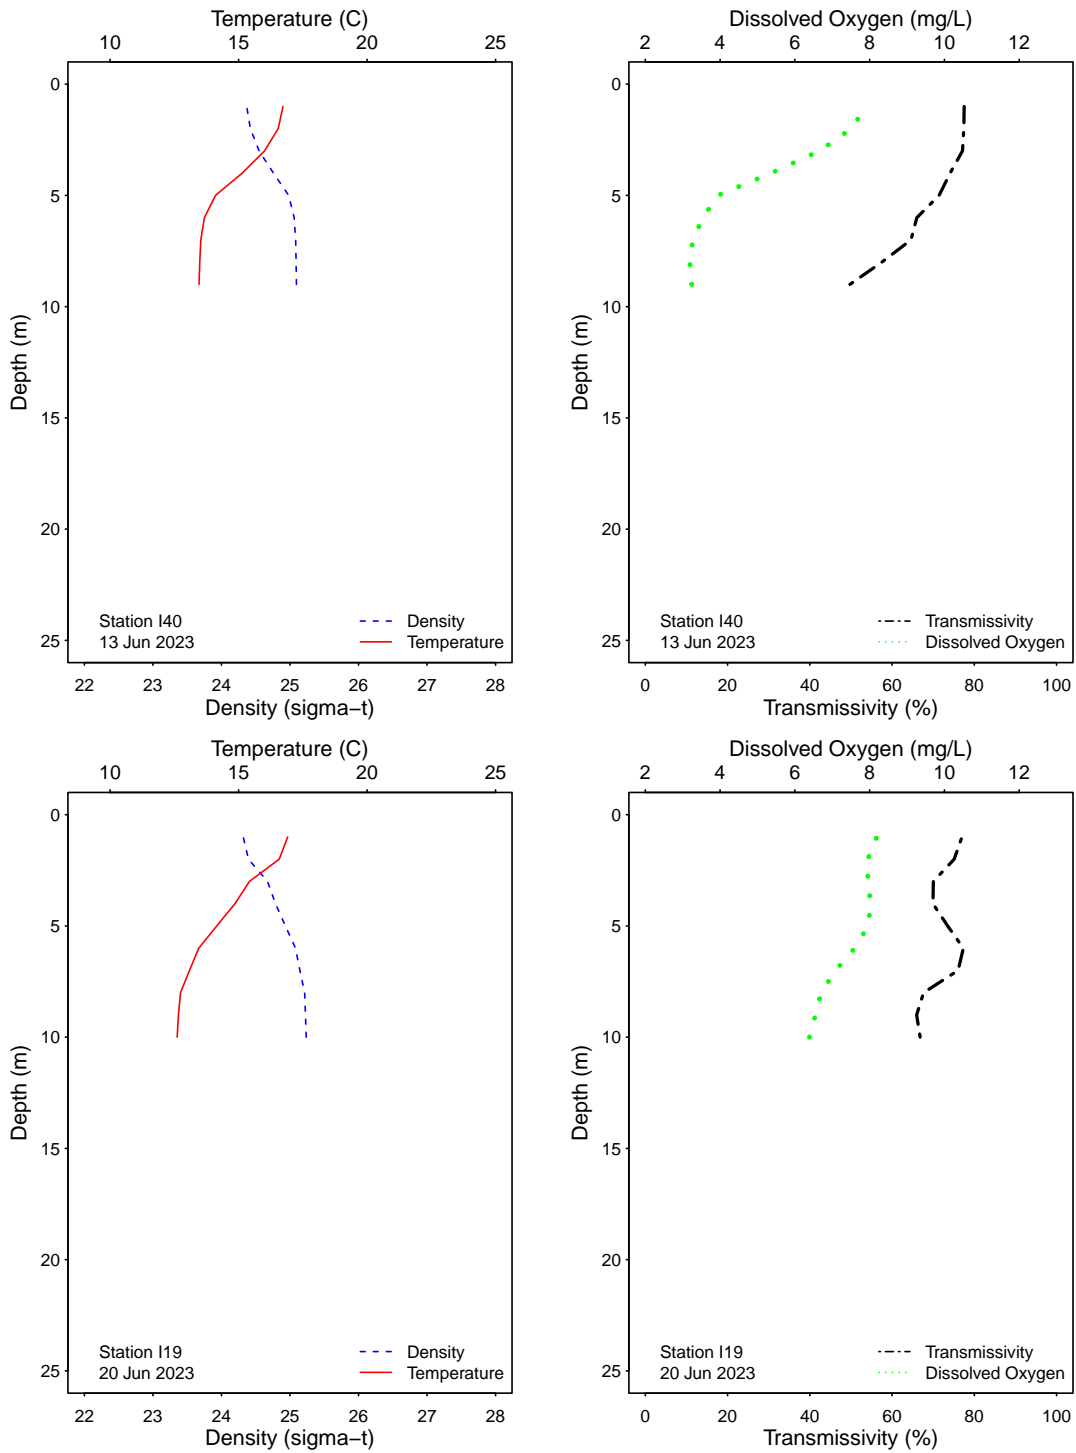 Temperature (C)
10 15 20 25
0
5
10
15
20
25
Depth (m)
Station I40
13 Jun 2023
Density
Temperature
22 23 24 25 26 27 28
Density (sigma−t)
Dissolved Oxygen (mg/L)
2 4 6 8 10 12
0
5
10
15
20
25
Depth (m)
Station I40
13 Jun 2023
Transmissivity
Dissolved Oxygen
0 20 40 60 80 100
Transmissivity (%)
Temperature (C)
10 15 20 25
0
5
10
15
20
25
Depth (m)
Station I19
20 Jun 2023
Density
Temperature
22 23 24 25 26 27 28
Density (sigma−t)
Dissolved Oxygen (mg/L)
2 4 6 8 10 12
0
5
10
15
20
25
Depth (m)
Station I19
20 Jun 2023
Transmissivity
Dissolved Oxygen
0 20 40 60 80 100
Transmissivity (%)